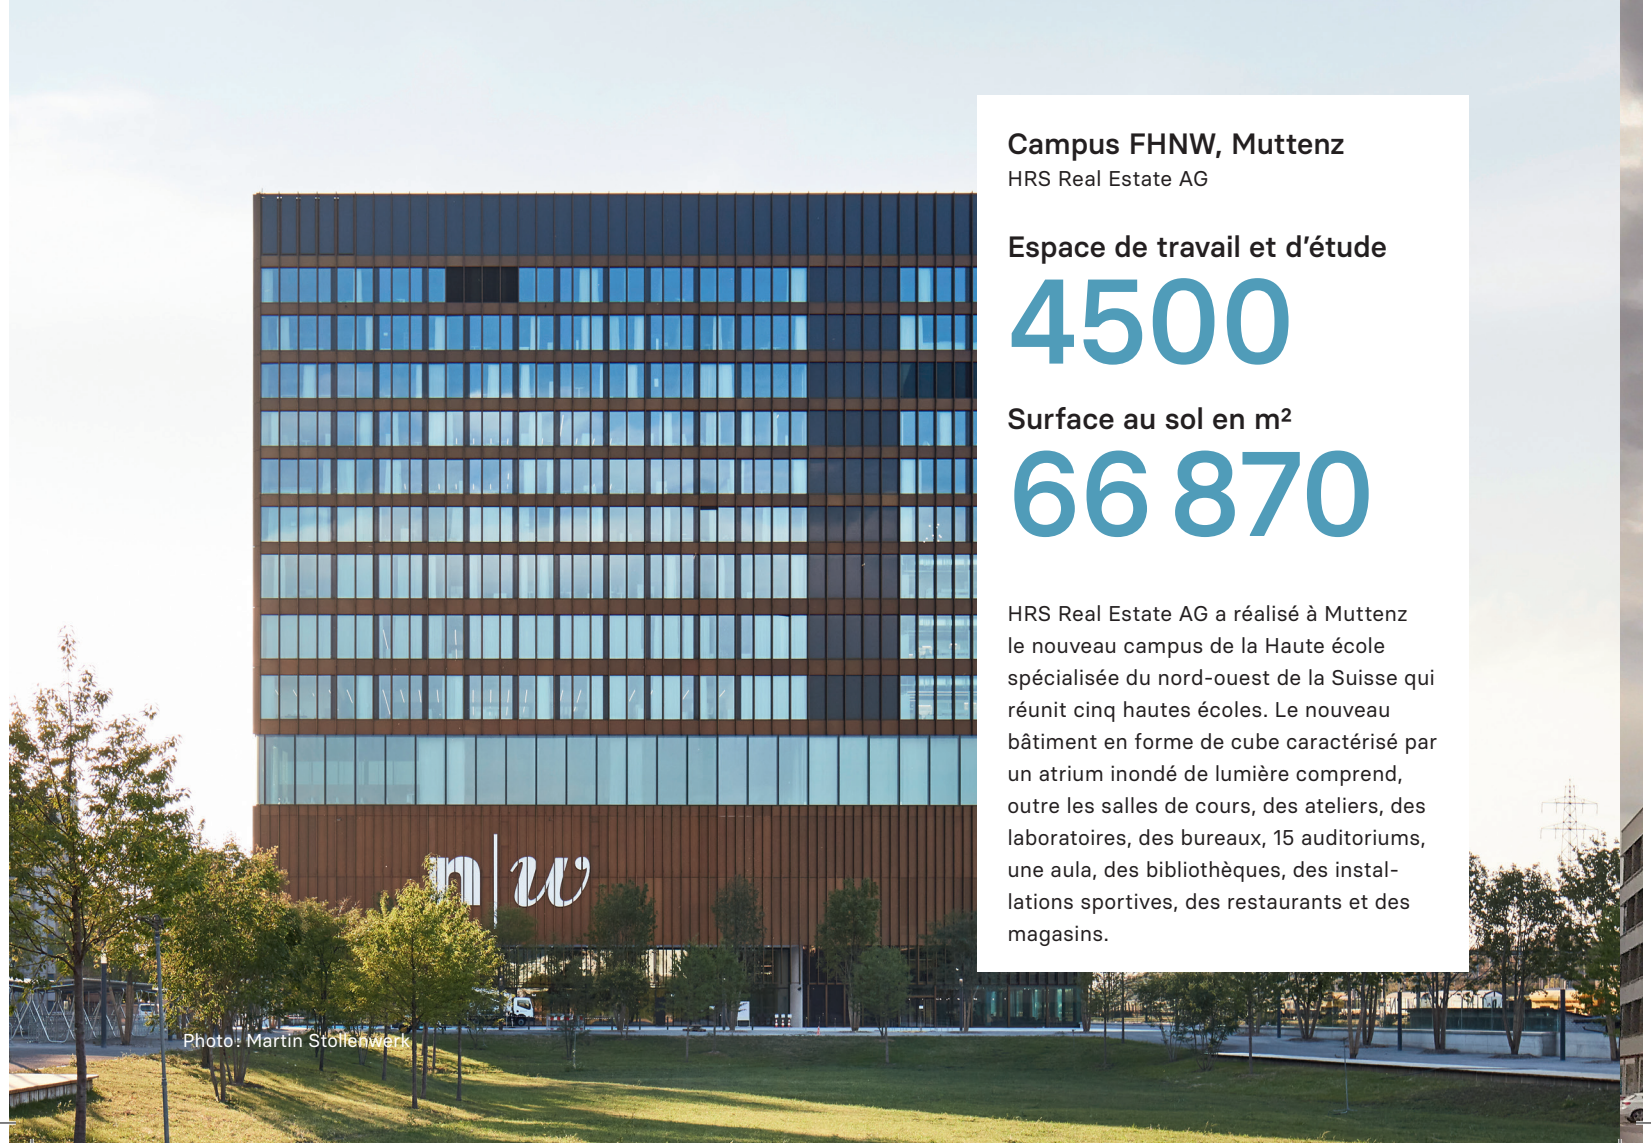 Campus FHNW, Muttenz
HRS Real Estate AG
Espace de travail et d’étude
4500
Surface au sol en m²
66 870
HRS Real Estate AG a réalisé à Muttenz
le nouveau campus de la Haute école
spécialisée du nord-ouest de la Suisse qui
réunit cinq hautes écoles. Le nouveau
bâtiment en forme de cube caractérisé par
un atrium inondé de lumière comprend,
outre les salles de cours, des ateliers, des
laboratoires, des bureaux, 15 auditoriums,
une aula, des bibliothèques, des instal-
lations sportives, des restaurants et des
magasins.
n|w
Photo: Martin Stollenwerk